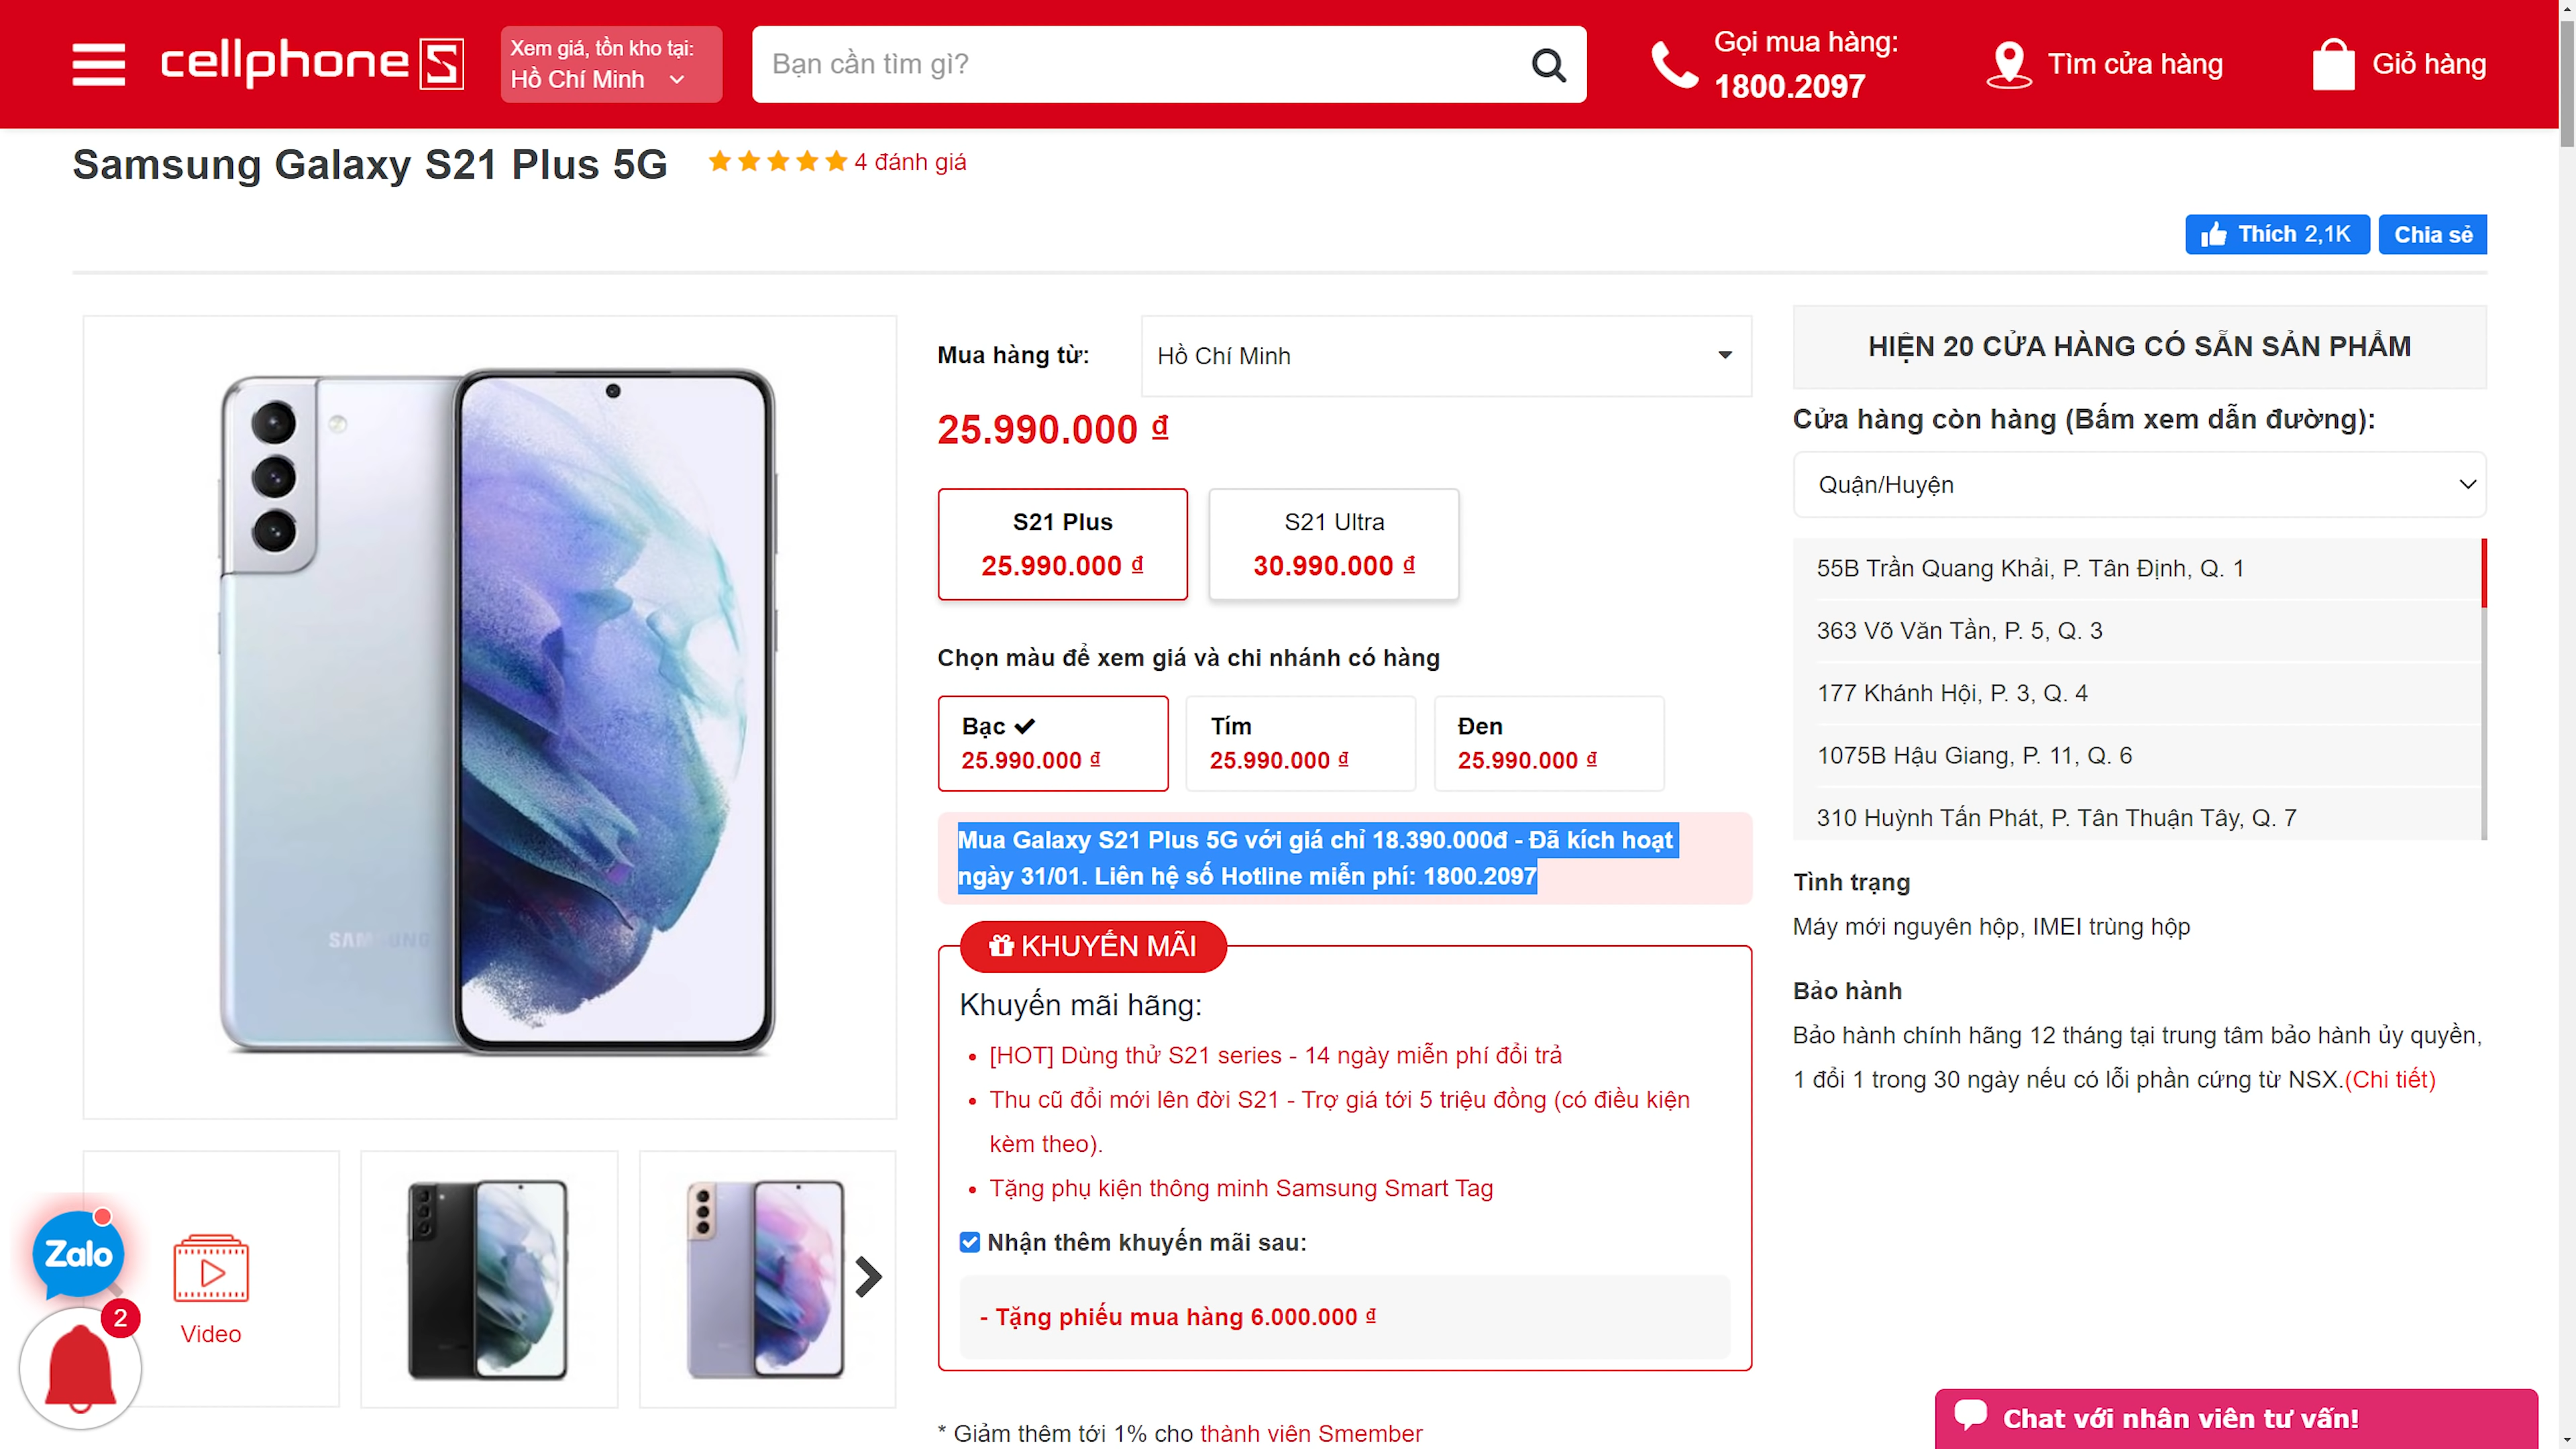 cellphoneS
Xem giá, tồn kho tại:
Hồ Chí Minh
Bạn cần tìm gì?
Gọi mua hàng:
1800.2097
Tìm cửa hàng
Giỏ hàng
Samsung Galaxy S21 Plus 5G
4 đánh giá
Thích 2,1K
Chia sẻ
Mua hàng từ:
Hồ Chí Minh
25.990.000 ₫
S21 Plus
25.990.000 ₫
S21 Ultra
30.990.000 ₫
Chọn màu để xem giá và chi nhánh có hàng
Bạc
25.990.000 ₫
Tím
25.990.000 ₫
Đen
25.990.000 ₫
Mua Galaxy S21 Plus 5G với giá chỉ 18.390.000đ - Đã kích hoạt
ngày 31/01. Liên hệ số Hotline miễn phí: 1800.2097
KHUYẾN MÃI
Khuyến mãi hãng:
[HOT] Dùng thử S21 series - 14 ngày miễn phí đổi trả
Thu cũ đổi mới lên đời S21 - Trợ giá tới 5 triệu đồng (có điều kiện
kèm theo).
Tặng phụ kiện thông minh Samsung Smart Tag
Nhận thêm khuyến mãi sau:
- Tặng phiếu mua hàng 6.000.000 ₫
* Giảm thêm tới 1% cho thành viên Smember
HIỆN 20 CỬA HÀNG CÓ SẴN SẢN PHẨM
Cửa hàng còn hàng (Bấm xem dẫn đường):
Quận/Huyện
55B Trần Quang Khải, P. Tân Định, Q. 1
363 Võ Văn Tần, P. 5, Q. 3
177 Khánh Hội, P. 3, Q. 4
1075B Hậu Giang, P. 11, Q. 6
310 Huỳnh Tấn Phát, P. Tân Thuận Tây, Q. 7
Tình trạng
Máy mới nguyên hộp, IMEI trùng hộp
Bảo hành
Bảo hành chính hãng 12 tháng tại trung tâm bảo hành ủy quyền,
1 đổi 1 trong 30 ngày nếu có lỗi phần cứng từ NSX.(Chi tiết)
SAMSUNG
Zalo
2
Video
Chat với nhân viên tư vấn!